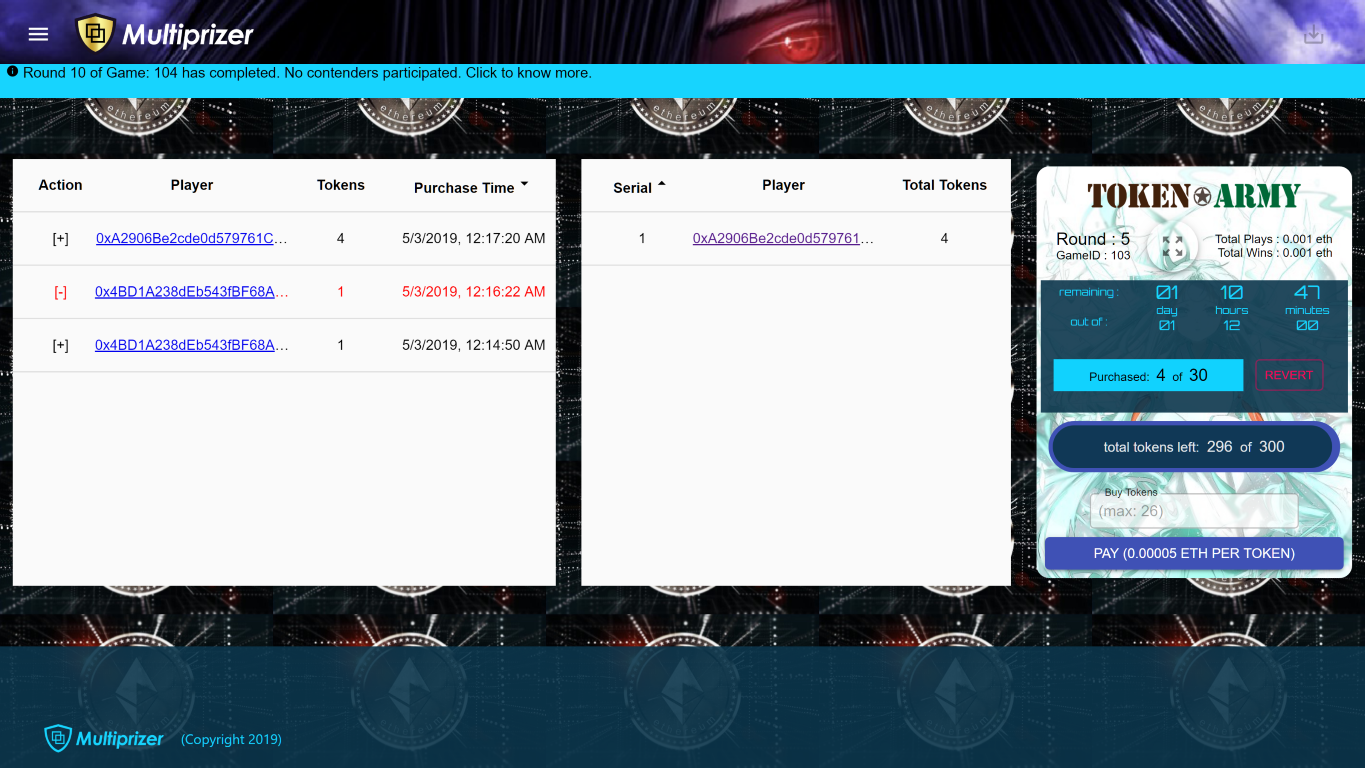 Multiprizer
Round 10 of Game: 104 has completed. No contenders participated. Click to know more.
ethereum ethereum ethereum ethereum ethereum
Action Player Tokens Purchase Time
[+] 0xA2906Be2cde0d579761C... 4 5/3/2019, 12:17:20 AM
[-] 0x4BD1A238dEb543fBF68A... 1 5/3/2019, 12:16:22 AM
[+] 0x4BD1A238dEb543fBF68A... 1 5/3/2019, 12:14:50 AM
Serial Player Total Tokens
1 0xA2906Be2cde0d579761... 4
TOKEN ARMY
Round : 5
GameID : 103
Total Plays : 0.001 eth
Total Wins : 0.001 eth
remaining : 01 10 47
day hours minutes
out of : 01 12 00
Purchased: 4 of 30
REVERT
total tokens left: 296 of 300
Buy Tokens
(max: 26)
PAY (0.00005 ETH PER TOKEN)
Multiprizer (Copyright 2019)